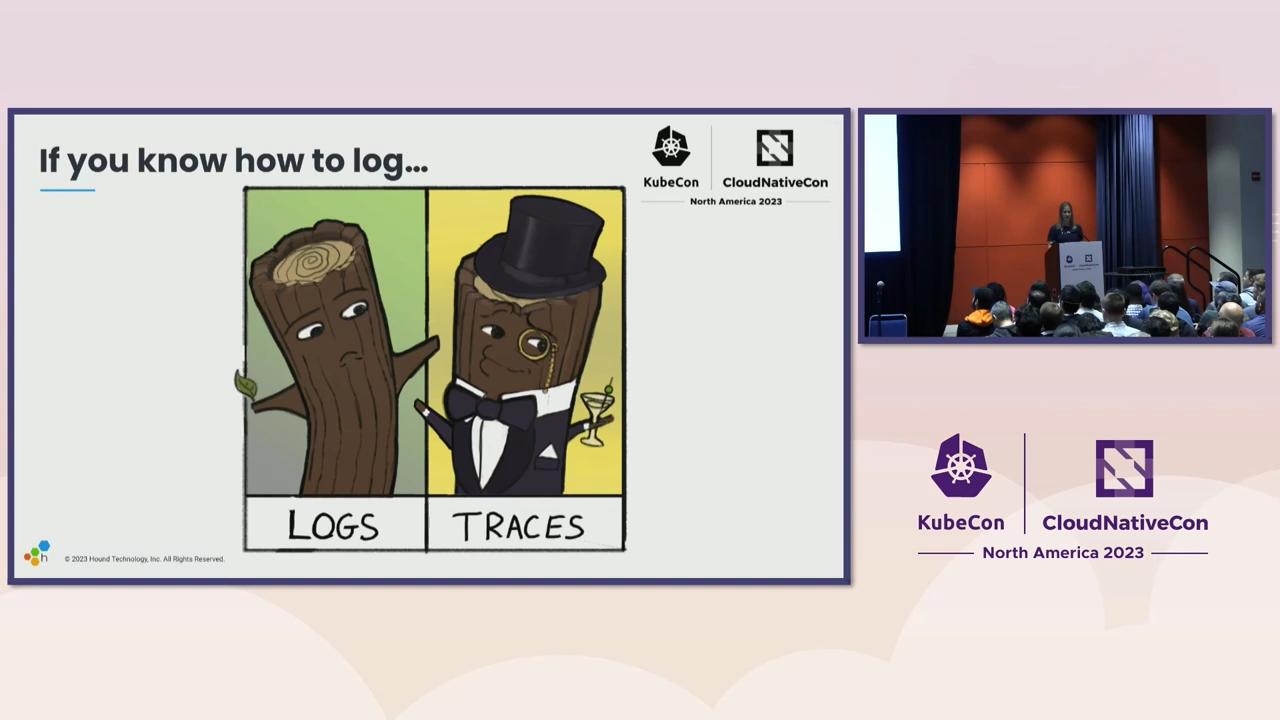 If you know how to log...
KubeCon
CloudNativeCon
North America 2023
LOGS
TRACES
h
© 2023 Hound Technology, Inc. All Rights Reserved.
KubeCon
CloudNativeCon
North America 2023